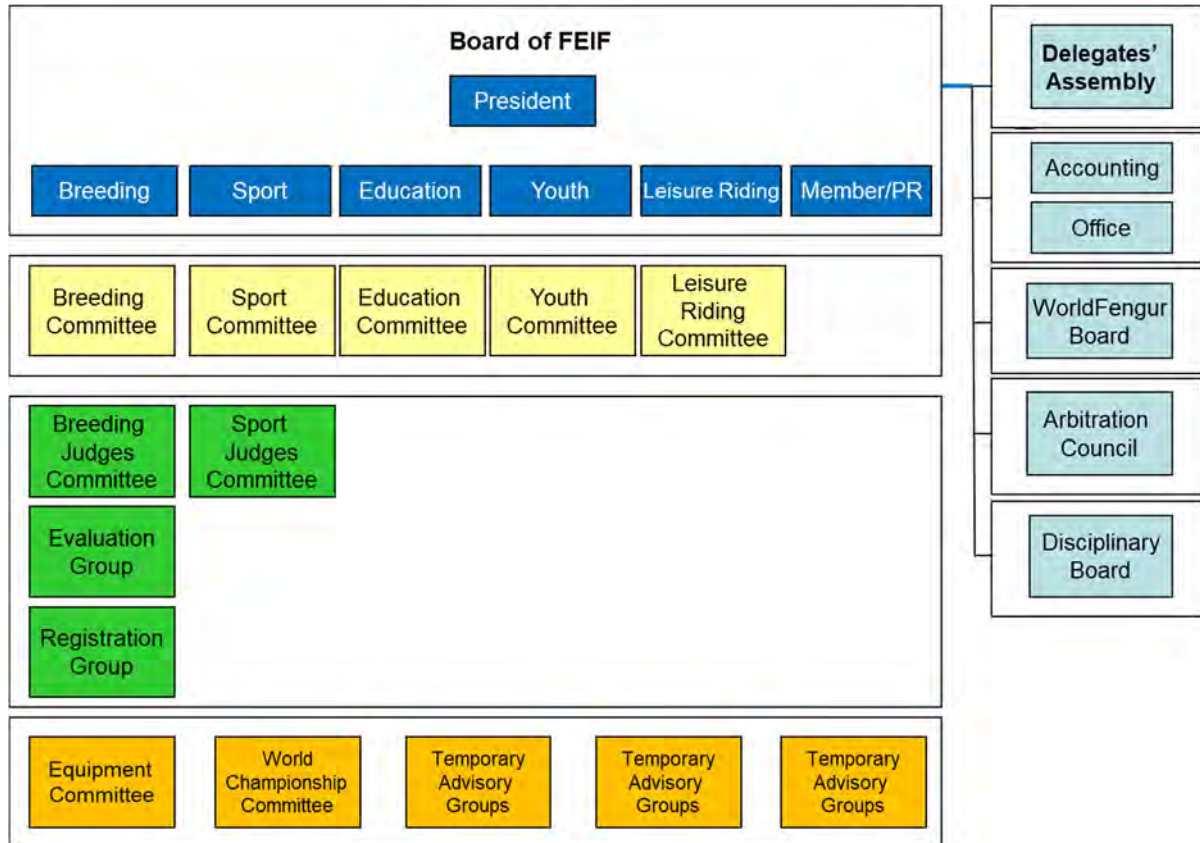 Board of FEIF
President
Breeding
Sport
Education
Youth
Leisure Riding
Member/PR
Breeding
Committee
Sport
Committee
Education
Committee
Youth
Committee
Leisure
Riding
Committee
Breeding
Judges
Committee
Sport
Judges
Committee
Evaluation
Group
Registration
Group
Equipment
Committee
World
Championship
Committee
Temporary
Advisory
Groups
Temporary
Advisory
Groups
Temporary
Advisory
Groups
Delegates'
Assembly
Accounting
Office
WorldFengur
Board
Arbitration
Council
Disciplinary
Board